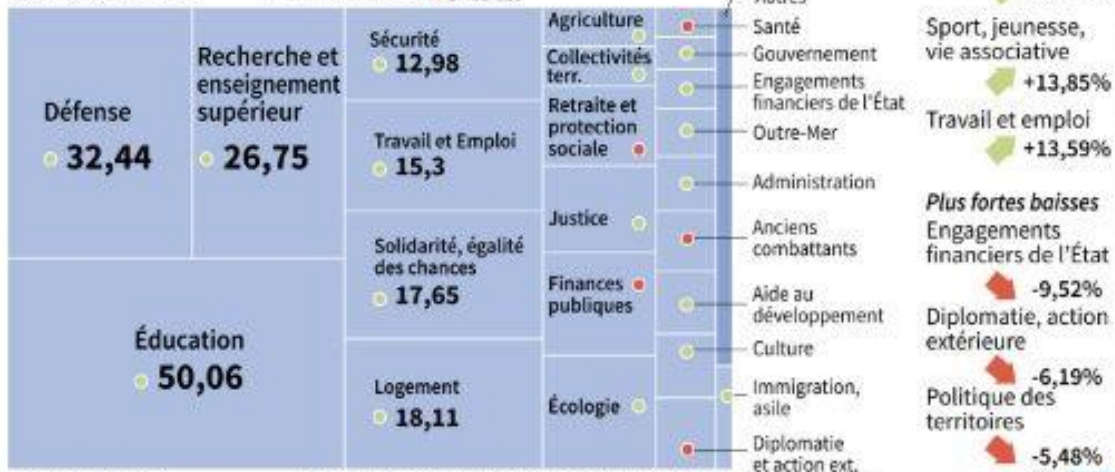 Défense
32,44
Recherche et
enseignement
supérieur
26,75
Éducation
50,06
Sécurité
12,98
Travail et Emploi
15,3
Solidarité, égalité
des chances
17,65
Logement
18,11
Agriculture
Collectivités
terr.
Retraite et
protection
sociale
Justice
Finances
publiques
Écologie
Autres
Santé
Gouvernement
Engagements
financiers de l'État
Outre-Mer
Administration
Anciens
combattants
Aide au
développement
Culture
Immigration,
asile
Diplomatie
et action ext.
Sport, jeunesse,
vie associative
+13,85%
Travail et emploi
+13,59%
Plus fortes baisses
Engagements
financiers de l'État
-9,52%
Diplomatie, action
extérieure
-6,19%
Politique des
territoires
-5,48%